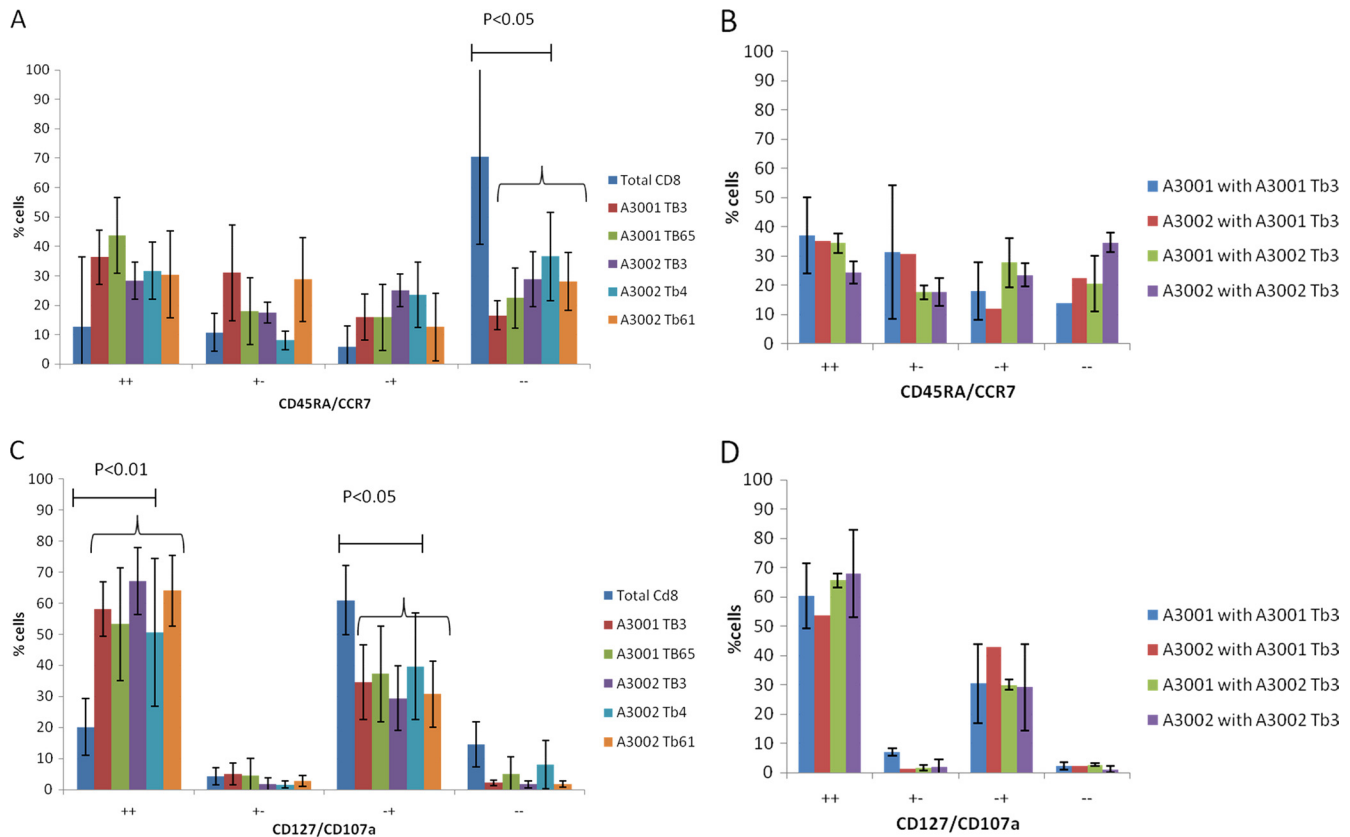 A
P<0.05
% cells
100
90
80
70
60
50
40
30
20
10
0
++ +- -+ --
CD45RA/CCR7
Total CD8
A3001 TB3
A3001 TB65
A3002 TB3
A3002 Tb4
A3002 Tb61
B
% cells
100
90
80
70
60
50
40
30
20
10
0
++ +- -+ --
CD45RA/CCR7
A3001 with A3001 Tb3
A3002 with A3001 Tb3
A3001 with A3002 Tb3
A3002 with A3002 Tb3
C
P<0.01
P<0.05
% cells
100
90
80
70
60
50
40
30
20
10
0
++ +- -+ --
CD127/CD107a
Total Cd8
A3001 TB3
A3001 TB65
A3002 TB3
A3002 Tb4
A3002 Tb61
D
%cells
100
90
80
70
60
50
40
30
20
10
0
++ +- -+ --
CD127/CD107a
A3001 with A3001 Tb3
A3002 with A3001 Tb3
A3001 with A3002 Tb3
A3002 with A3002 Tb3